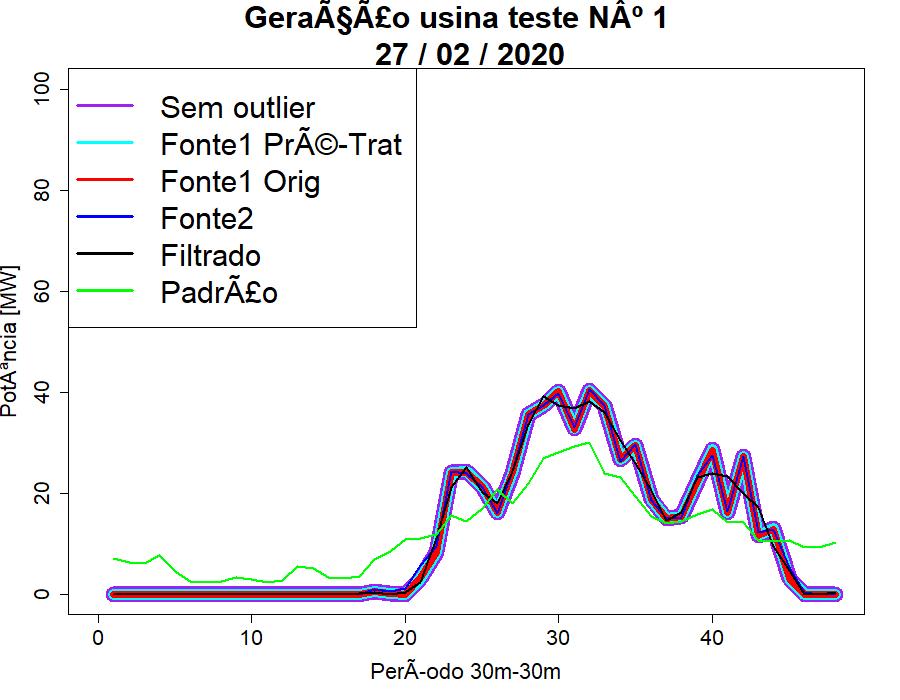 GeraÃ§Ã£o usina teste NÂº 1
27 / 02 / 2020
Sem outlier
Fonte1 PrÃ©-Trat
Fonte1 Orig
Fonte2
Filtrado
PadrÃ£o
PotÃªncia [MW]
100
80
60
40
20
0
0 10 20 30 40
PerÃ-odo 30m-30m